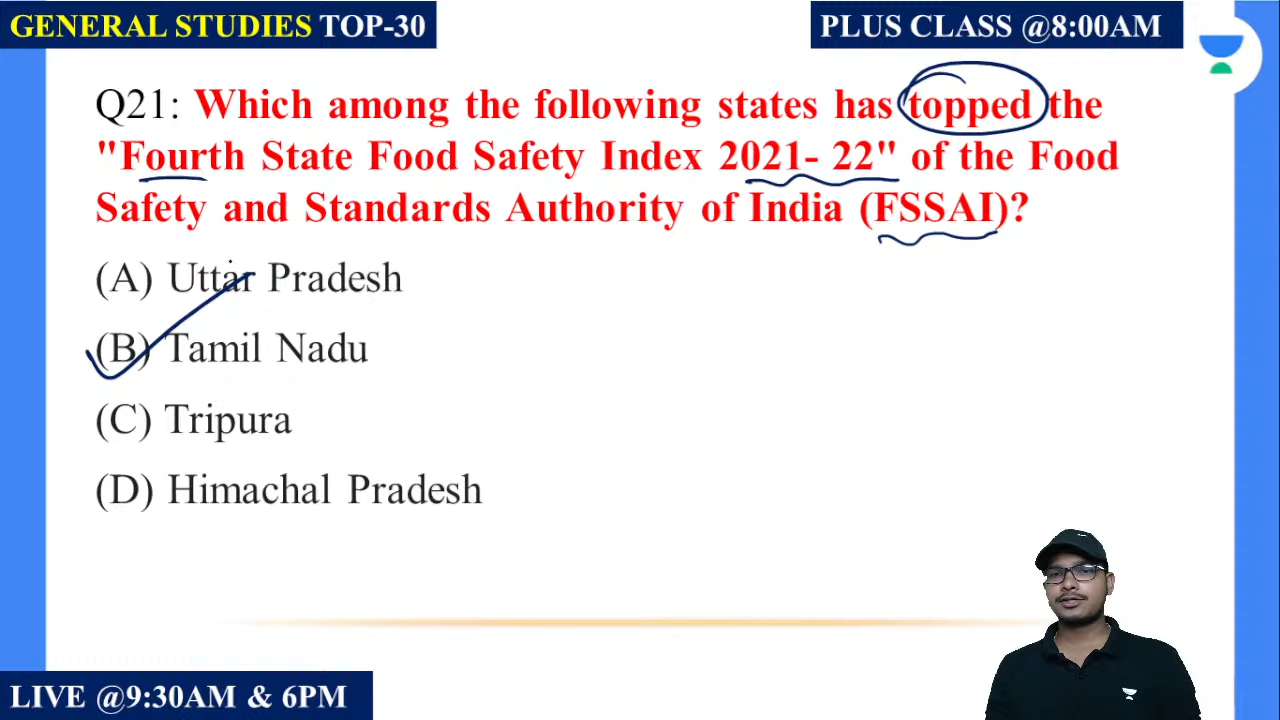 GENERAL STUDIES TOP-30
PLUS CLASS @8:00AM
Q21: Which among the following states has topped the
"Fourth State Food Safety Index 2021- 22" of the Food
Safety and Standards Authority of India (FSSAI)?
(A) Uttar Pradesh
(B) Tamil Nadu
(C) Tripura
(D) Himachal Pradesh
LIVE @9:30AM & 6PM